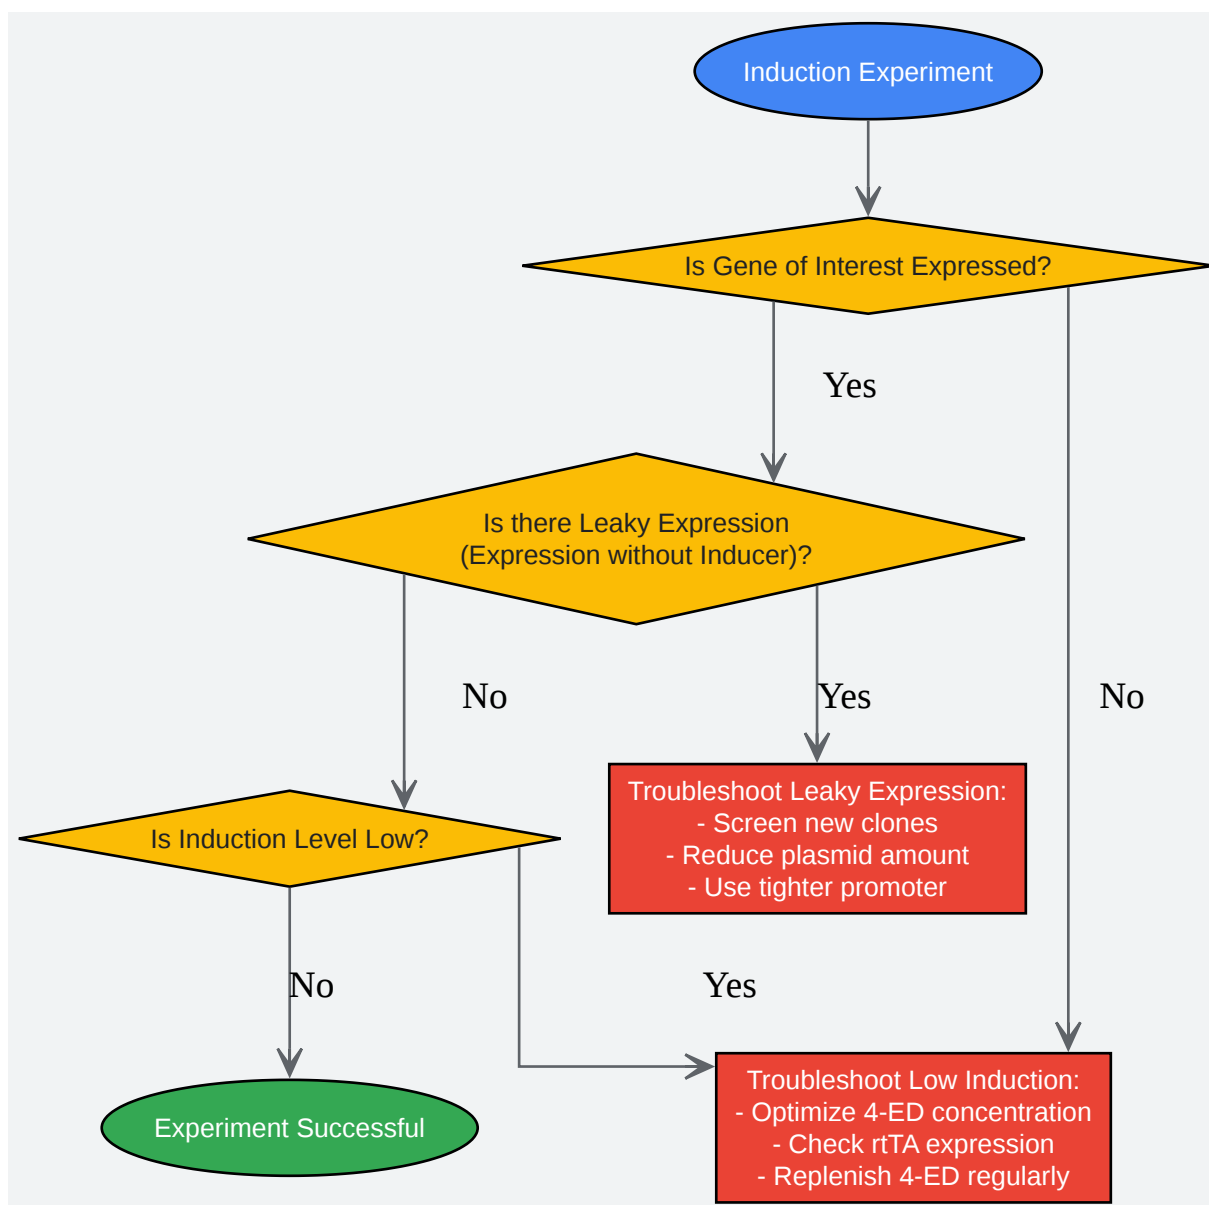 Induction Experiment
Is Gene of Interest Expressed?
Yes
Is there Leaky Expression
(Expression without Inducer)?
No
Yes
No
Troubleshoot Leaky Expression:
- Screen new clones
- Reduce plasmid amount
- Use tighter promoter
Is Induction Level Low?
No
Yes
Troubleshoot Low Induction:
- Optimize 4-ED concentration
- Check rtTA expression
- Replenish 4-ED regularly
Experiment Successful